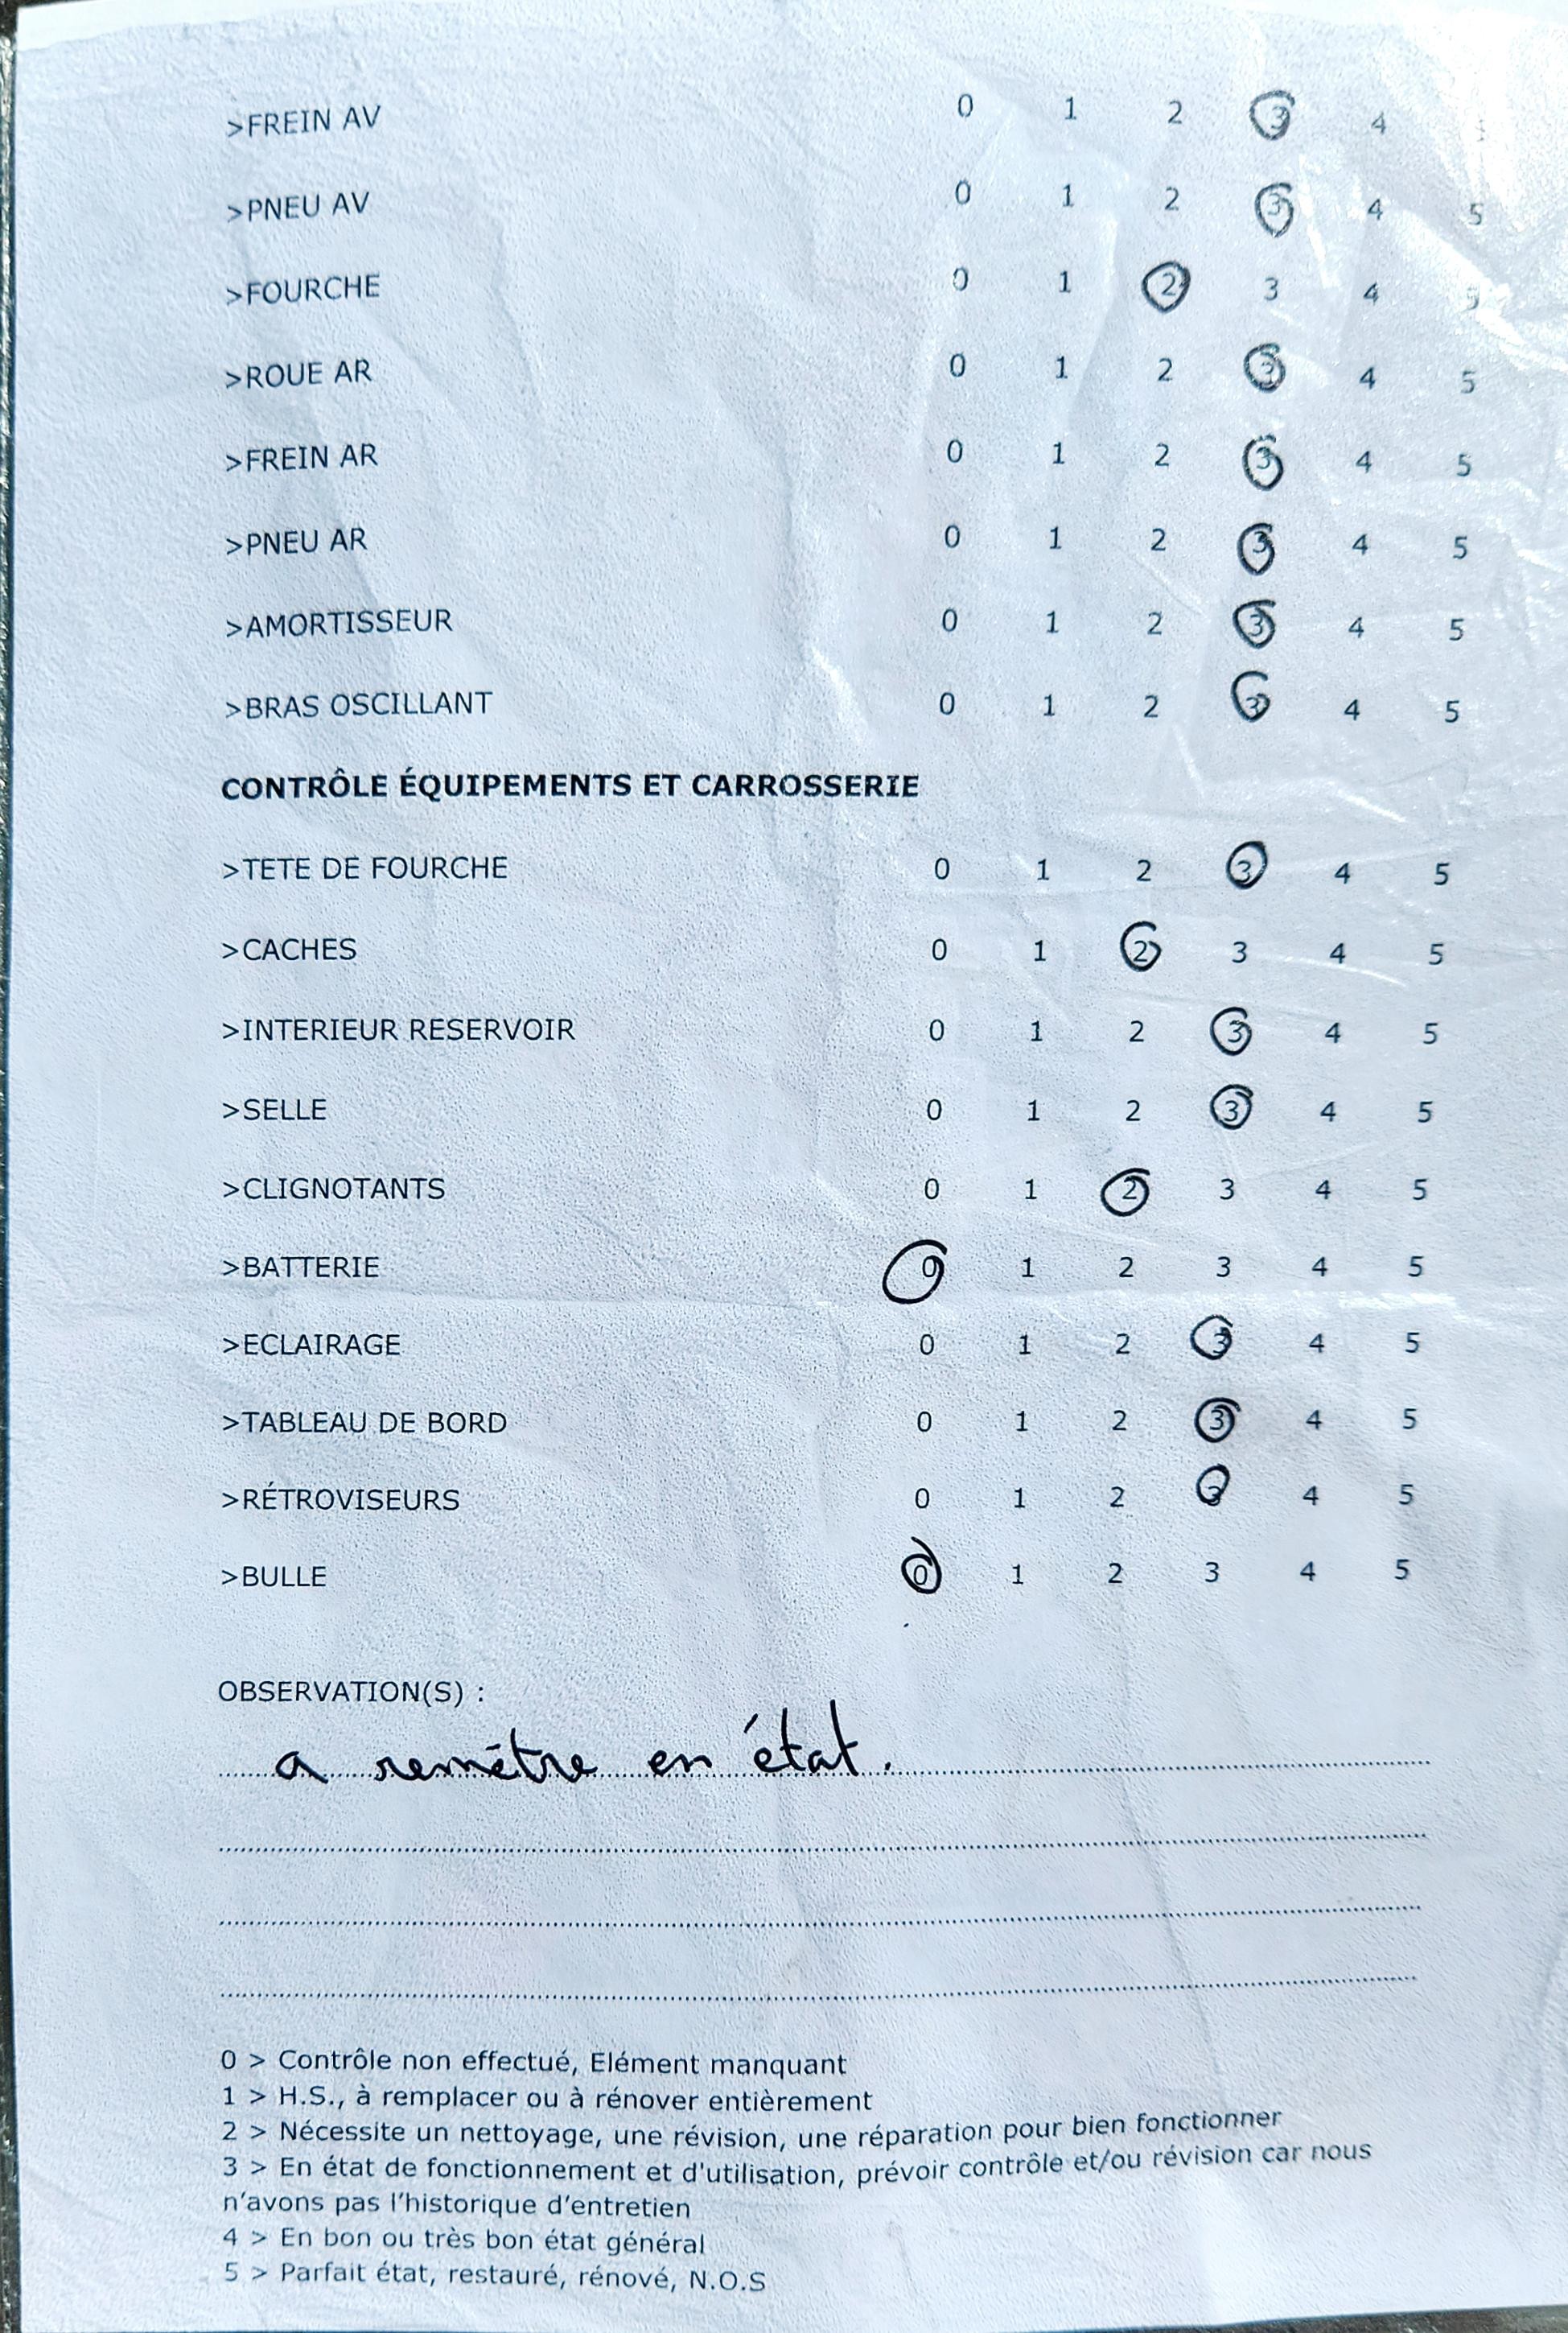 >FREIN AV 0 1 2 3 4
>PNEU AV 0 1 2 3 4 5
>FOURCHE 0 1 2 3 4 5
>ROUE AR 0 1 2 3 4 5
>FREIN AR 0 1 2 3 4 5
>PNEU AR 0 1 2 3 4 5
>AMORTISSEUR 0 1 2 3 4 5
>BRAS OSCILLANT 0 1 2 3 4 5
CONTRÔLE ÉQUIPEMENTS ET CARROSSERIE
>TETE DE FOURCHE 0 1 2 3 4 5
>CACHES 0 1 2 3 4 5
>INTERIEUR RESERVOIR 0 1 2 3 4 5
>SELLE 0 1 2 3 4 5
>CLIGNOTANTS 0 1 2 3 4 5
>BATTERIE 0 1 2 3 4 5
>ECLAIRAGE 0 1 2 3 4 5
>TABLEAU DE BORD 0 1 2 3 4 5
>RÉTROVISEURS 0 1 2 3 4 5
>BULLE 0 1 2 3 4 5
OBSERVATION(S) :
a remètre en état.
0 > Contrôle non effectué, Elément manquant
1 > H.S., à remplacer ou à rénover entièrement
2 > Nécessite un nettoyage, une révision, une réparation pour bien fonctionner
3 > En état de fonctionnement et d'utilisation, prévoir contrôle et/ou révision car nous
n'avons pas l'historique d'entretien
4 > En bon ou très bon état général
5 > Parfait état, restauré, rénové, N.O.S